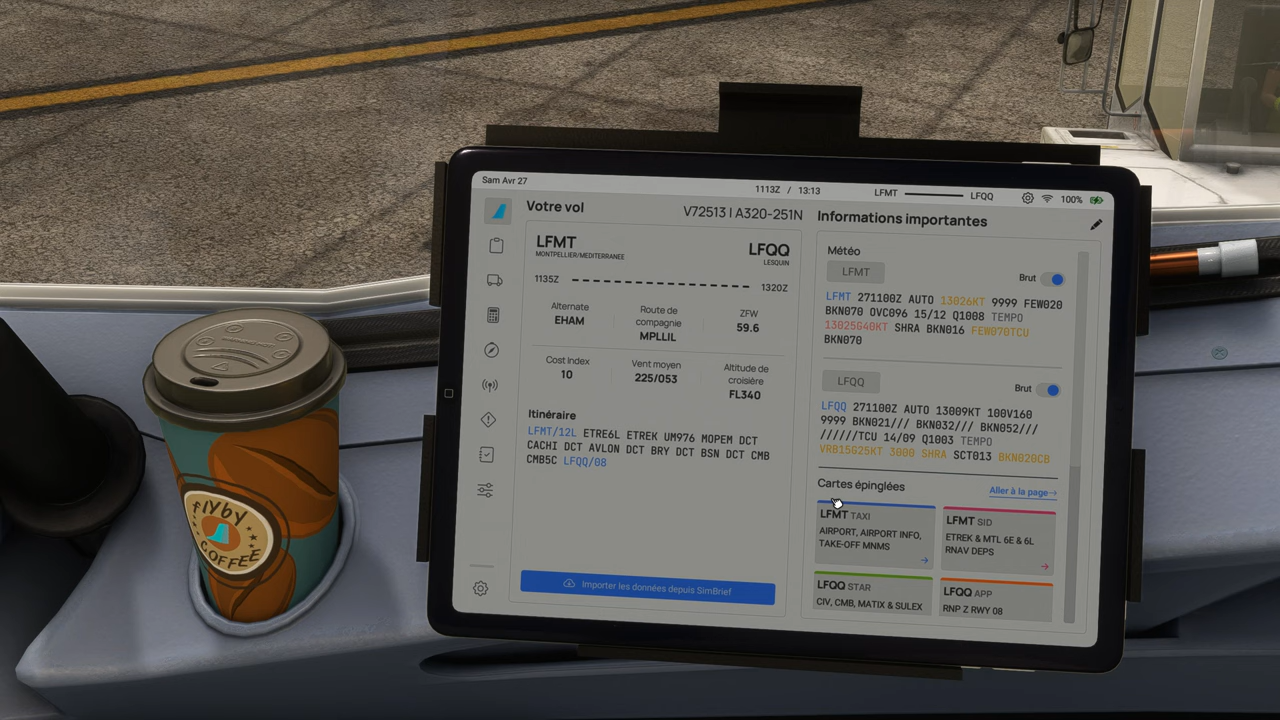 Sam Avr 27
1113Z / 13:13
LFMT
LFQQ
100%
Votre vol
V72513 | A320-251N
LFMT
MONTPELLIER/MEDITERRANEE
LFQQ
LESQUIN
1135Z
1320Z
Alternate
EHAM
Route de
compagnie
MPLLIL
ZFW
59.6
Cost Index
10
Vent moyen
225/053
Altitude de
croisière
FL340
Itinéraire
LFMT/12L ETRE6L ETREK UM976 MOPEM DCT
CACHI DCT AVLON DCT BRY DCT BSN DCT CMB
CMB5C LFQQ/08
Importer les données depuis SimBrief
Informations importantes
Météo
LFMT
Brut
LFMT 271100Z AUTO 13026KT 9999 FEW020
BKN070 OVC096 15/12 Q1008 TEMPO
13025G40KT SHRA BKN016 FEW070TCU
BKN070
LFQQ
Brut
LFQQ 271100Z AUTO 13009KT 100V160
9999 BKN021/// BKN032/// BKN052///
//////TCU 14/09 Q1003 TEMPO
VRB15G25KT 3000 SHRA SCT013 BKN020CB
Cartes épinglées
Aller à la page→
LFMT TAXI
AIRPORT, AIRPORT INFO,
TAKE-OFF MNMS
LFMT SID
ETREK & MTL 6E & 6L
RNAV DEPS
LFQQ STAR
CIV, CMB, MATIX & SULEX
LFQQ APP
RNP Z RWY 08
flyby
COFFEE